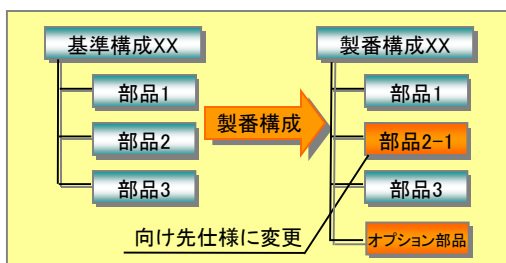 基準構成XX
部品1
部品2
部品3
製番構成
製番構成XX
部品1
部品2-1
部品3
オプション部品
向け先仕様に変更